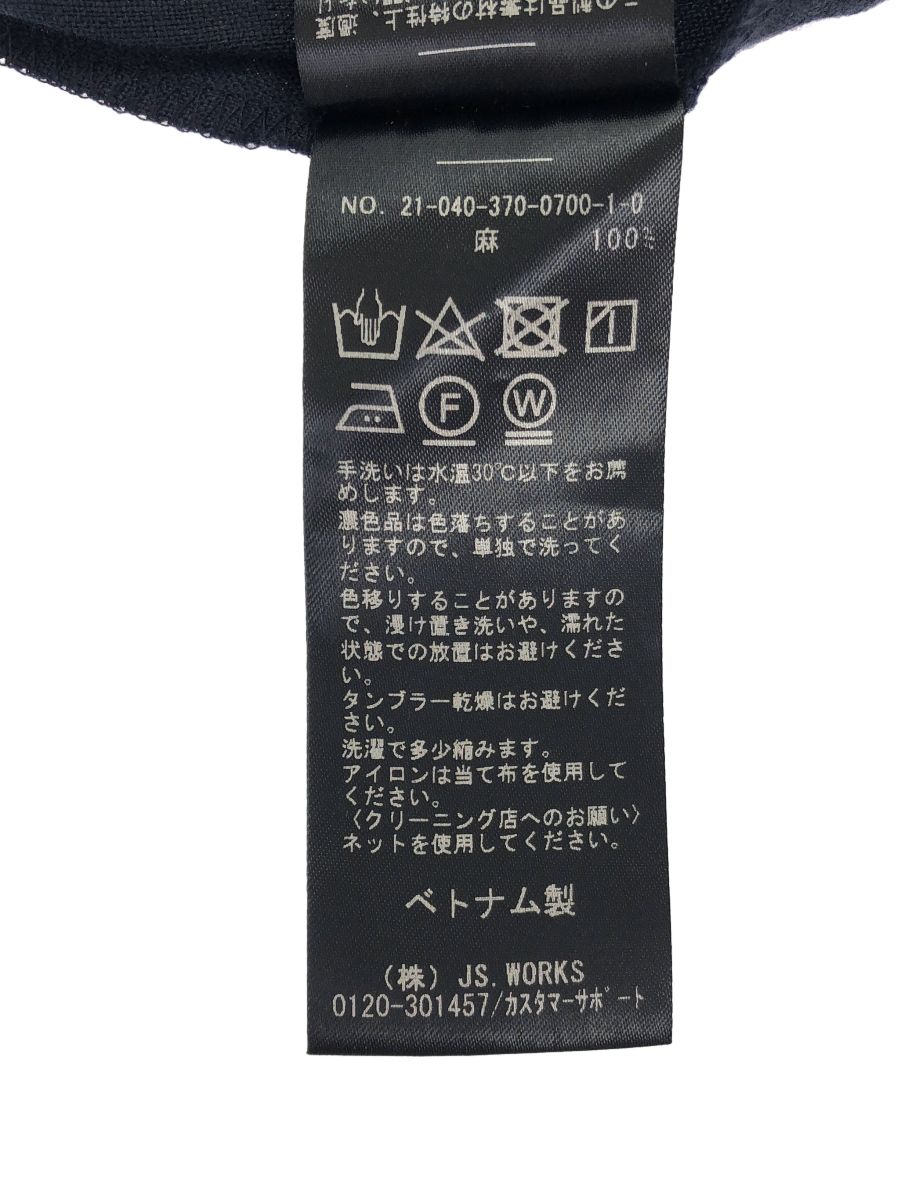 NO. 21-040-370-0700-1-0
麻 100%
F W
手洗いは水温30℃以下をお薦
めします。
濃色品は色落ちすることがあ
りますので、単独で洗ってく
ださい。
色移りすることがありますの
で、浸け置き洗いや、濡れた
状態での放置はお避けくださ
い。
タンブラー乾燥はお避けくだ
さい。
洗濯で多少縮みます。
アイロンは当て布を使用して
ください。
〈クリーニング店へのお願い〉
ネットを使用してください。
ベトナム製
(株) JS.WORKS
0120-301457/カスタマーサポート